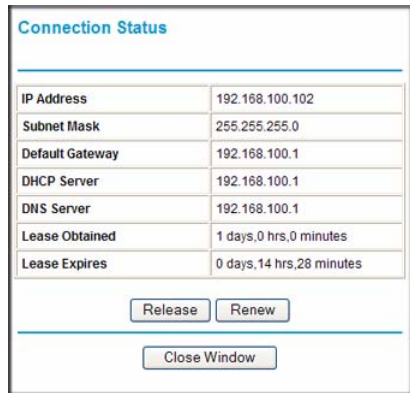 Connection Status
IP Address 192.168.100.102
Subnet Mask 255.255.255.0
Default Gateway 192.168.100.1
DHCP Server 192.168.100.1
DNS Server 192.168.100.1
Lease Obtained 1 days,0 hrs,0 minutes
Lease Expires 0 days,14 hrs,28 minutes
Release Renew
Close Window